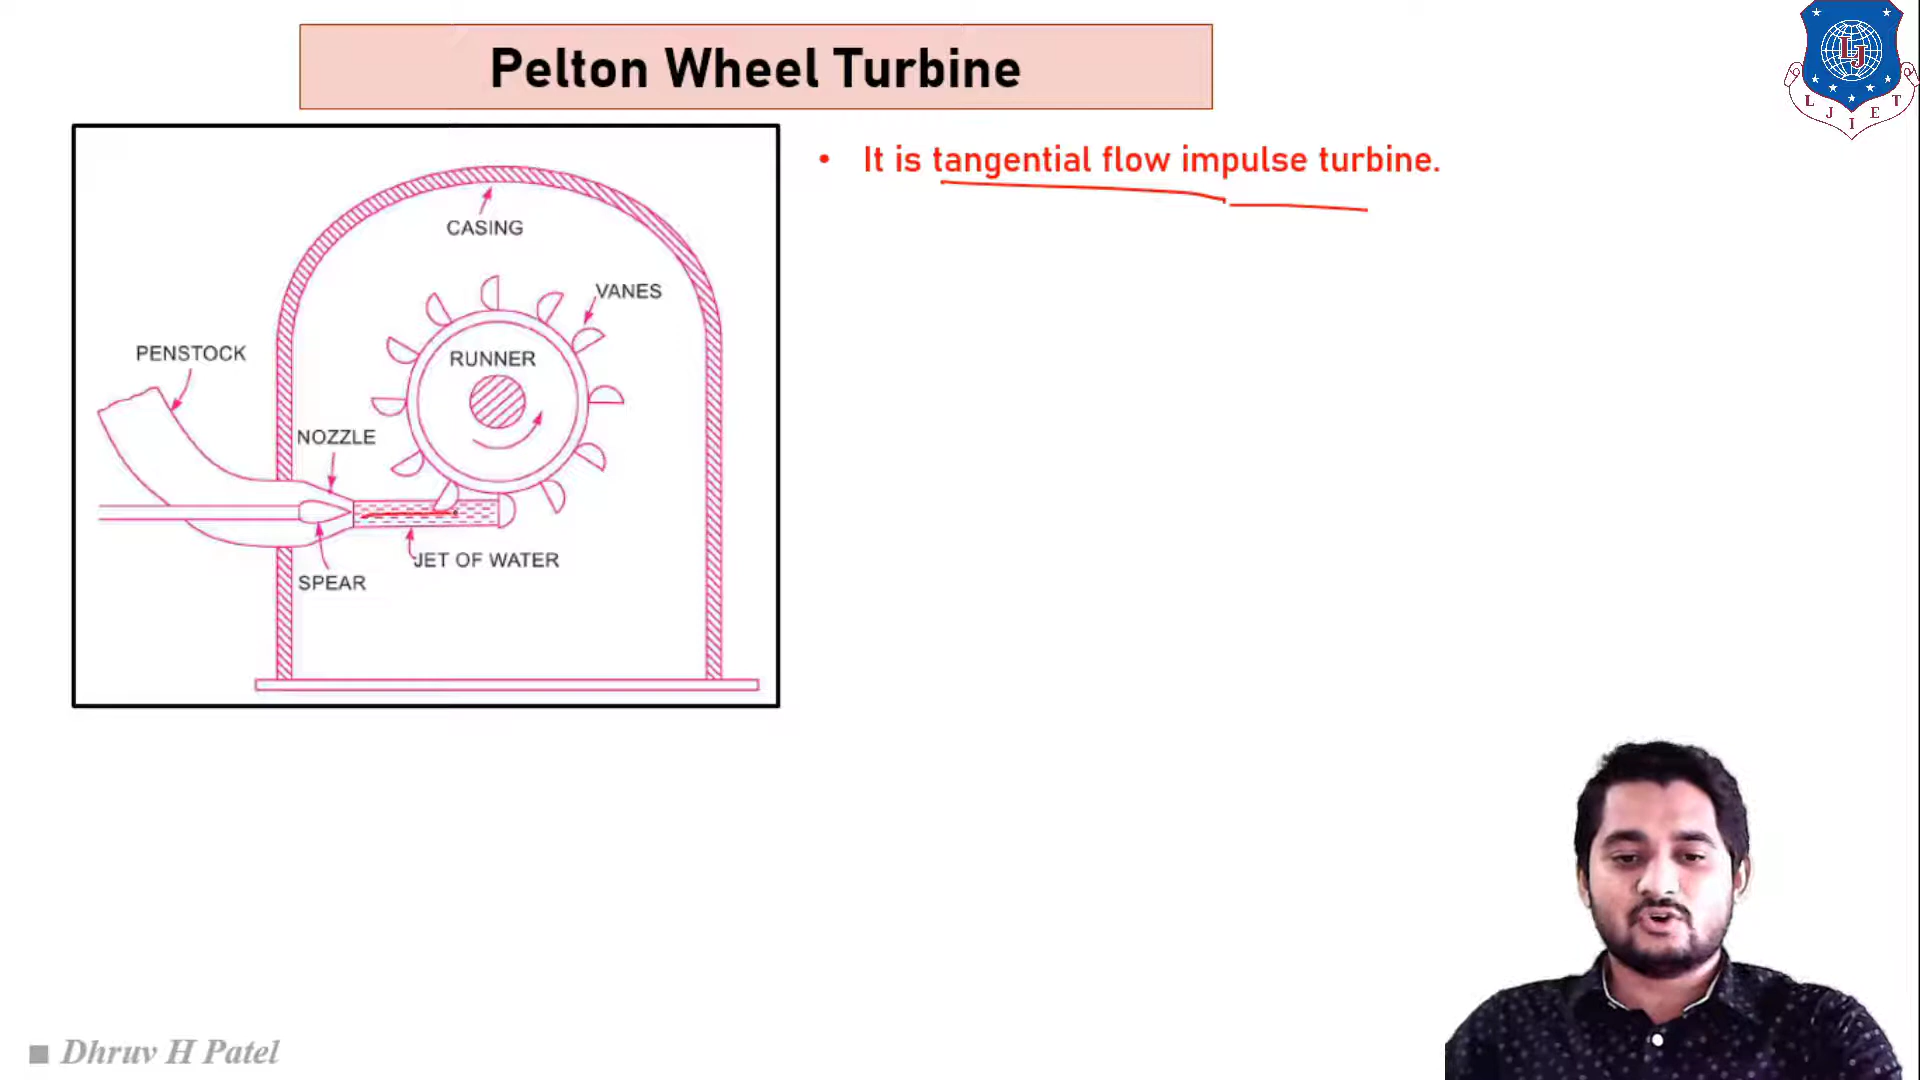 Pelton Wheel Turbine
LJ
L J I E T
• It is tangential flow impulse turbine.
CASING
VANES
RUNNER
PENSTOCK
NOZZLE
JET OF WATER
SPEAR
Dhruv H Patel